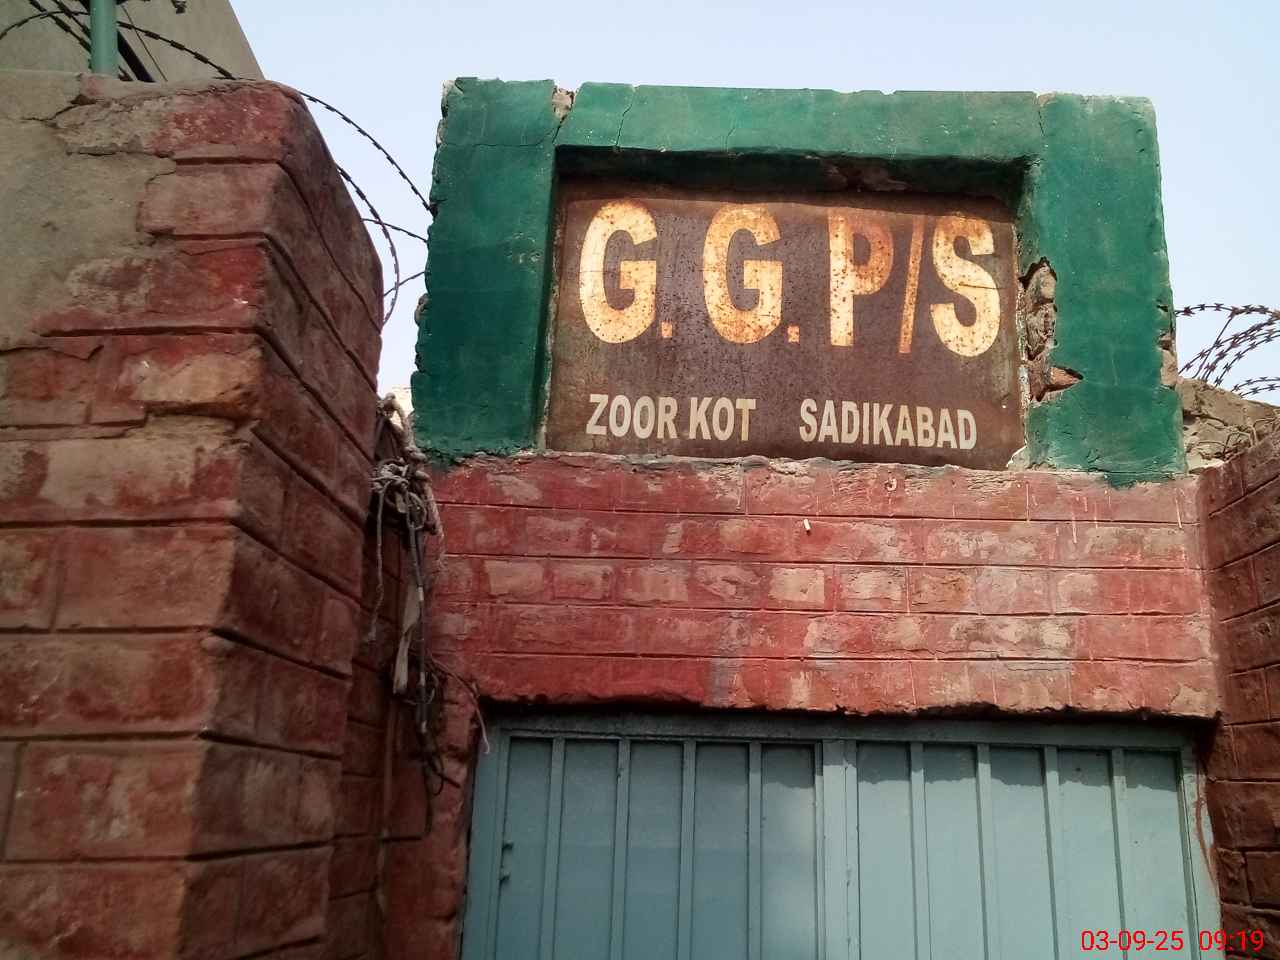 G.G.P/S
ZOOR KOT SADIKABAD
03-09-25 09:19